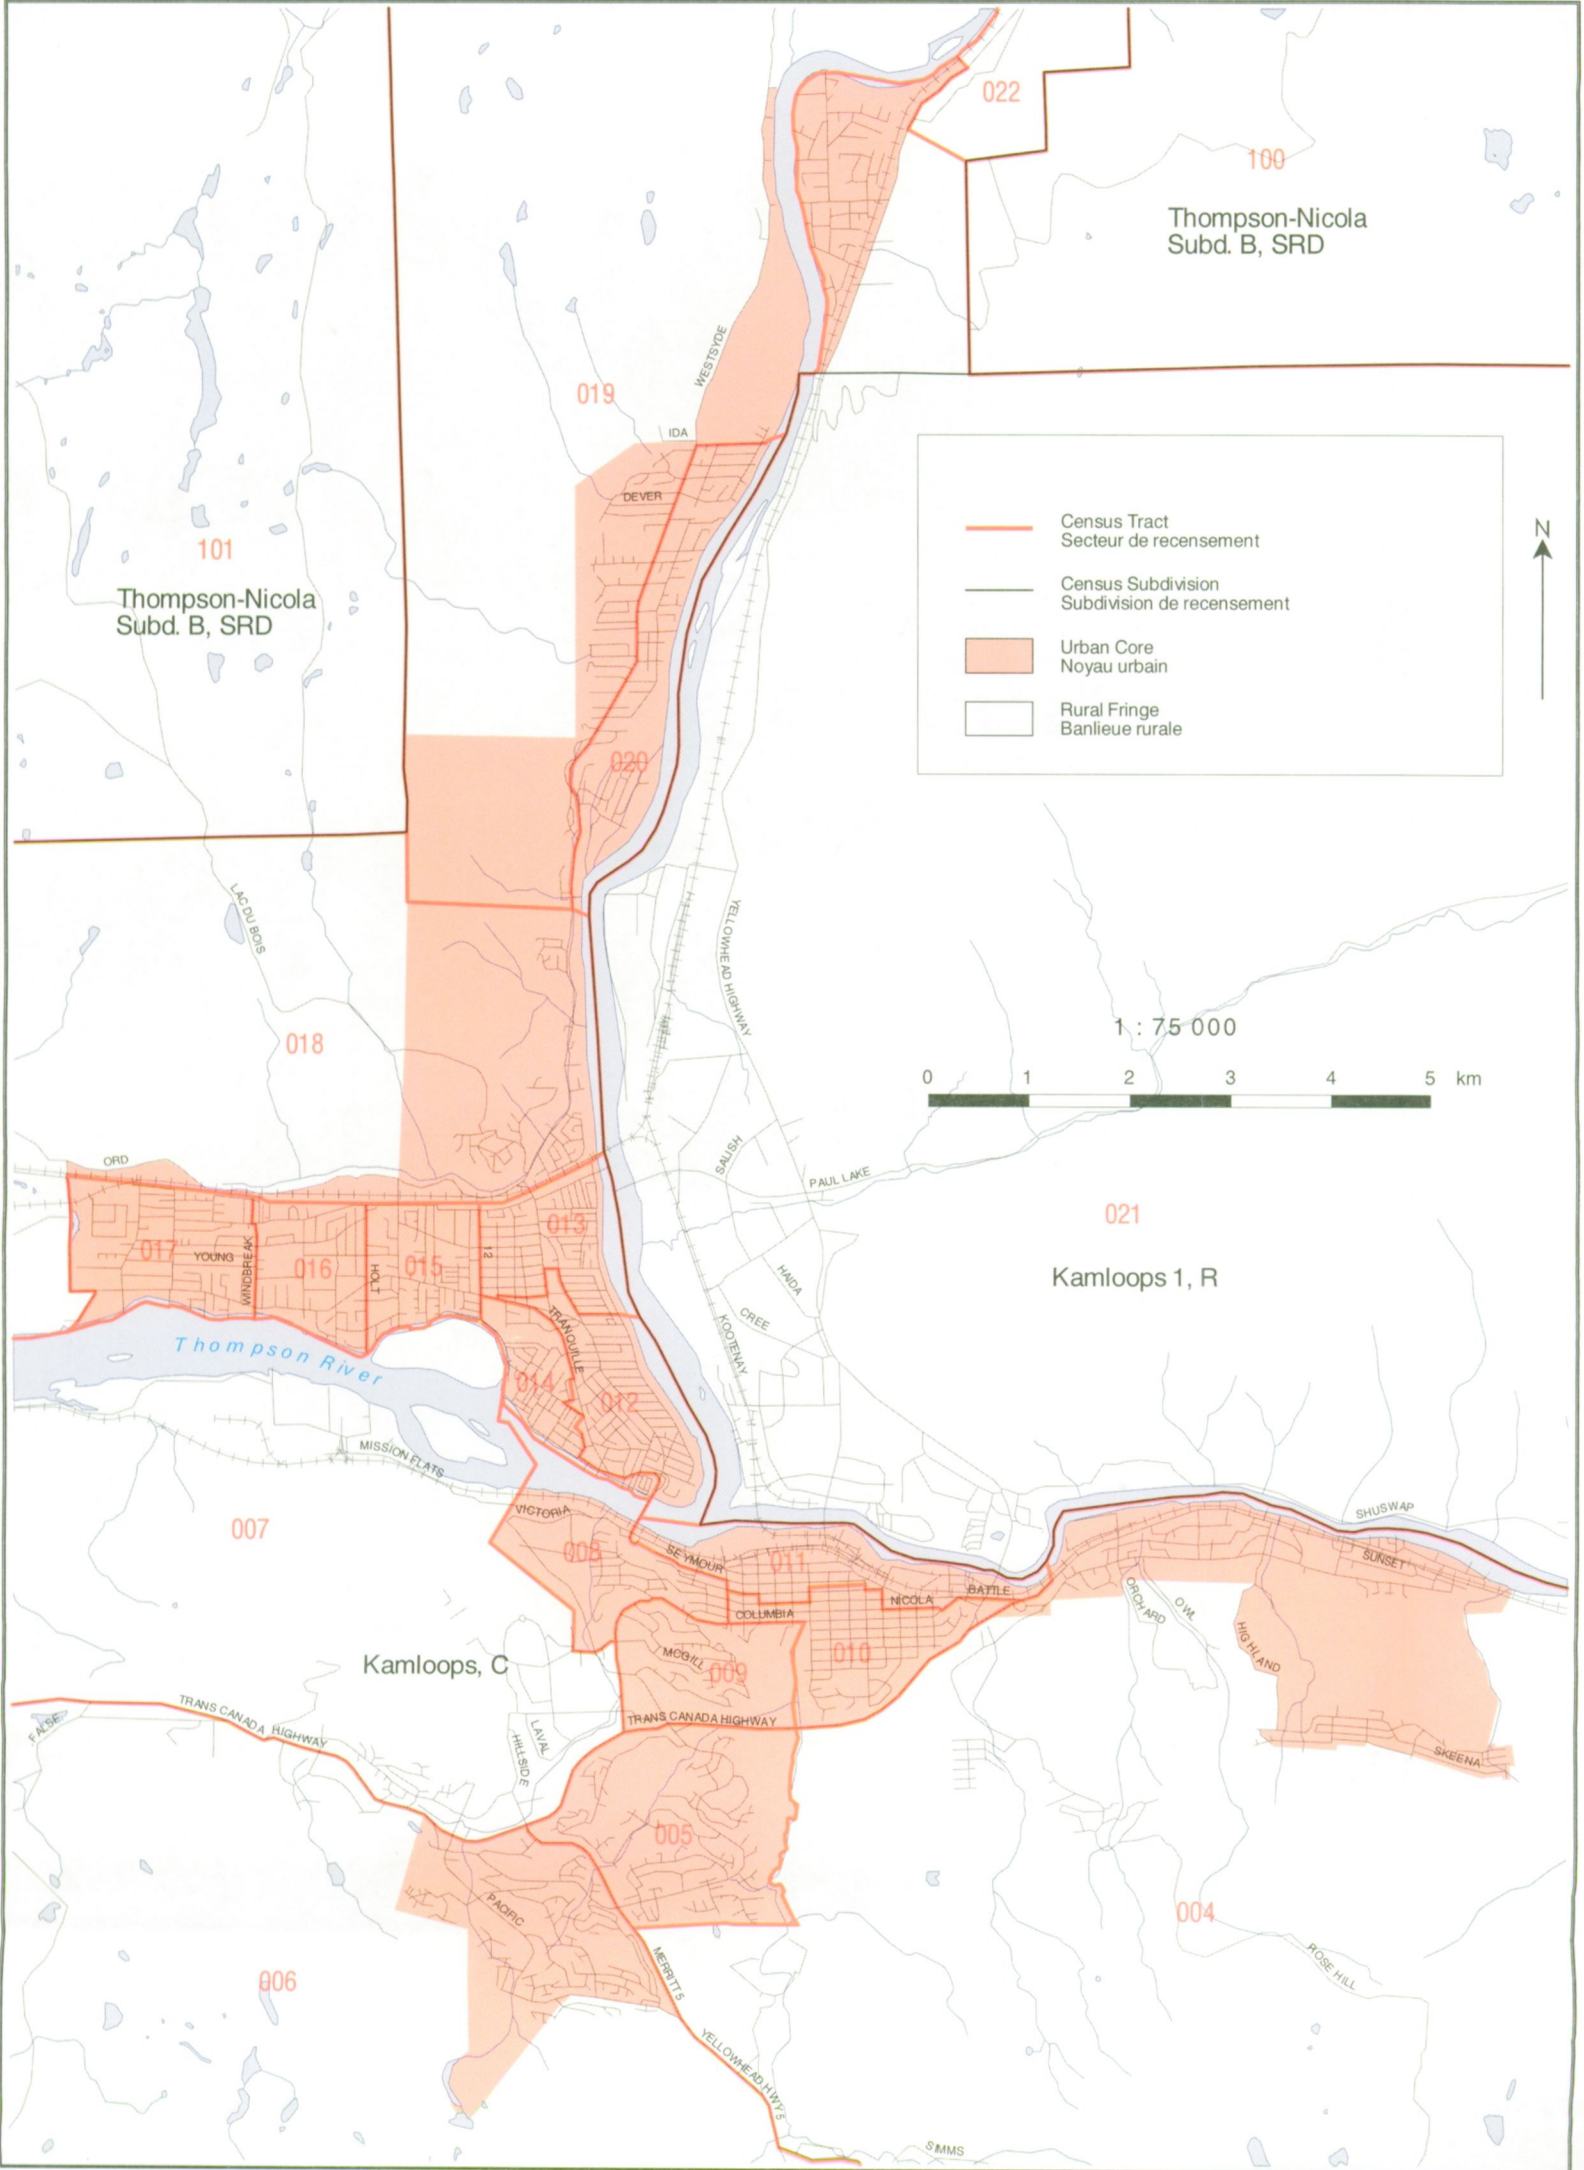 022
100
Thompson-Nicola
Subd. B, SRD
WESTSYDE
019
IDA
DEVER
Census Tract
Secteur de recensement
N
Census Subdivision
Subdivision de recensement
Urban Core
Noyau urbain
Rural Fringe
Banlieue rurale
101
Thompson-Nicola
Subd. B, SRD
020
LAC DU BOIS
YELLOWHEAD HIGHWAY
018
1 : 75 000
0 1 2 3 4 5 km
ORD
SALISH
PAUL LAKE
021
Kamloops 1, R
017
YOUNG
WINDBREAK
016
HOLT
015
12
013
HAIDA
CREE
KOOTENAY
TRANQUILLE
Thompson River
014
012
MISSION FLATS
007
VICTORIA
008
SEYMOUR
011
SHUSWAP
SUNSET
BATTLE
NICOLA
COLUMBIA
ORCHARD
OWL
HIGHLAND
Kamloops, C
MCGILL
009
010
TRANS CANADA HIGHWAY
TRANS CANADA HIGHWAY
FALSE
LAVAL
HILLSIDE
SKEENA
005
PACIFIC
004
ROSE HILL
006
MERRITT 5
YELLOWHEAD HWY 5
SIMMS